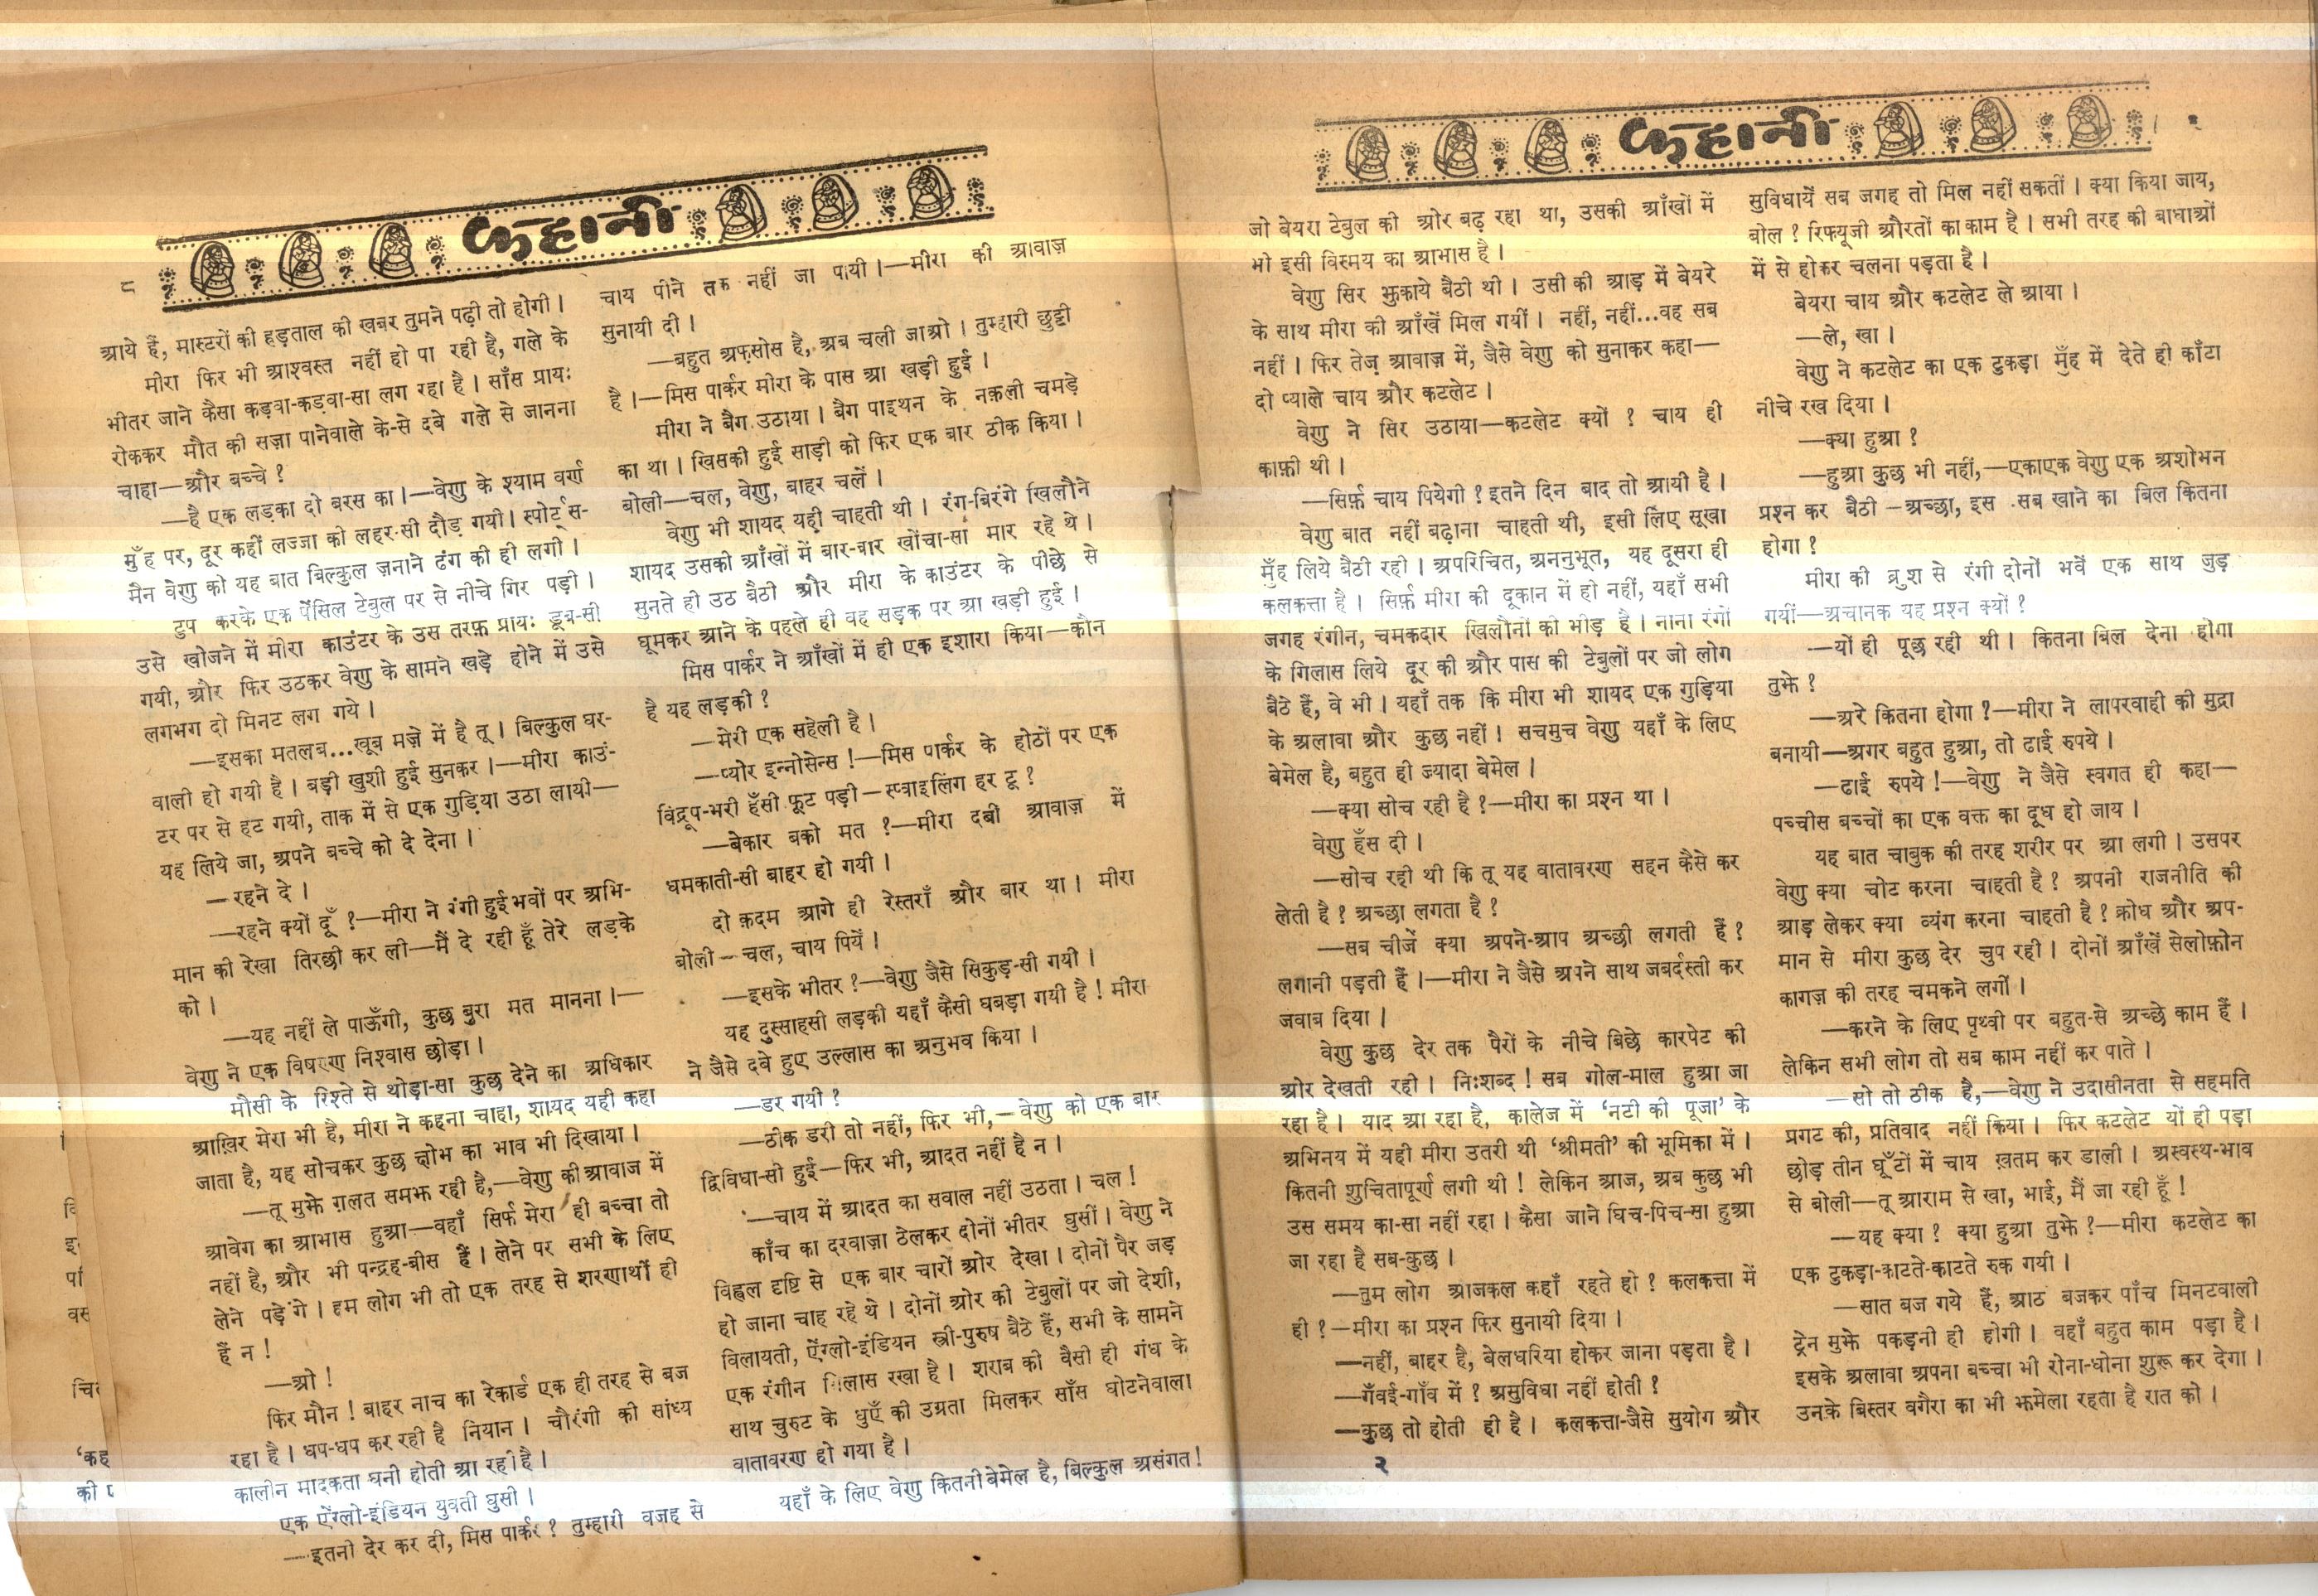 ८
कहानी
आये हैं, मास्टरों की हड़ताल की खबर तुमने पढ़ी तो होगी।
मीरा फिर भी आश्वस्त नहीं हो पा रही है, गले के
भीतर जाने कैसा कड़वा-कड़वा-सा लग रहा है। साँस प्रायः
रोककर मौत की सज़ा पानेवाले के-से दबे गले से जानना
चाहा—और बच्चे ?
—है एक लड़का दो बरस का।—वेणु के श्याम वर्ण
मुँह पर, दूर कहीं लज्जा की लहर-सी दौड़ गयी। स्पोर्ट्स-
मैन वेणु को यह बात बिल्कुल ज़नाने ढंग की ही लगी।
टुप करके एक पेंसिल टेबुल पर से नीचे गिर पड़ी।
उसे खोजने में मीरा काउंटर के उस तरफ़ प्रायः डूब-सी
गयी, और फिर उठकर वेणु के सामने खड़े होने में उसे
लगभग दो मिनट लग गये।
—इसका मतलब...खूब मज़े में है तू। बिल्कुल घर-
वाली हो गयी है। बड़ी खुशी हुई सुनकर।—मीरा काउं-
टर पर से हट गयी, ताक में से एक गुड़िया उठा लायी—
यह लिये जा, अपने बच्चे को दे देना।
—रहने दे।
—रहने क्यों दूँ ?—मीरा ने रंगी हुई भवों पर अभि-
मान की रेखा तिरछी कर ली—मैं दे रही हूँ तेरे लड़के
को।
—यह नहीं ले पाऊँगी, कुछ बुरा मत मानना।—
वेणु ने एक विषण्ण निश्वास छोड़ा।
मौसी के रिश्ते से थोड़ा-सा कुछ देने का अधिकार
आख़िर मेरा भी है, मीरा ने कहना चाहा, शायद यही कहा
जाता है, यह सोचकर कुछ क्षोभ का भाव भी दिखाया।
—तू मुझे ग़लत समझ रही है,—वेणु की आवाज में
आवेग का आभास हुआ—वहाँ सिर्फ मेरा ही बच्चा तो
नहीं है, और भी पन्द्रह-बीस हैं। लेने पर सभी के लिए
लेने पड़ेंगे। हम लोग भी तो एक तरह से शरणार्थी ही
हैं न !
—ओ !
फिर मौन ! बाहर नाच का रेकार्ड एक ही तरह से बज
रहा है। धप-धप कर रही है नियान। चौरंगी की सांध्य
कालीन मादकता घनी होती आ रही है।
एक ऐंग्लो-इंडियन युवती घुसी।
—इतनी देर कर दी, मिस पार्कर ? तुम्हारी वजह से
चाय पीने तक नहीं जा पायी।—मीरा की आवाज़
सुनायी दी।
—बहुत अफ़सोस है, अब चली जाओ। तुम्हारी छुट्टी
है।—मिस पार्कर मीरा के पास आ खड़ी हुई।
मीरा ने बैग उठाया। बैग पाइथन के नक़ली चमड़े
का था। खिसकी हुई साड़ी को फिर एक बार ठीक किया।
बोली—चल, वेणु, बाहर चलें।
वेणु भी शायद यही चाहती थी। रंग-बिरंगे खिलौने
शायद उसकी आँखों में बार-बार खोंचा-सा मार रहे थे।
सुनते ही उठ बैठी और मीरा के काउंटर के पीछे से
घूमकर आने के पहले ही वह सड़क पर आ खड़ी हुई।
मिस पार्कर ने आँखों में ही एक इशारा किया—कौन
है यह लड़की ?
—मेरी एक सहेली है।
—प्योर इन्नोसेन्स !—मिस पार्कर के होठों पर एक
विद्रूप-भरी हँसी फूट पड़ी—स्प्वाइलिंग हर टू ?
—बेकार बको मत ?—मीरा दबी आवाज़ में
धमकाती-सी बाहर हो गयी।
दो क़दम आगे ही रेस्तराँ और बार था। मीरा
बोली—चल, चाय पियें।
—इसके भीतर ?—वेणु जैसे सिकुड़-सी गयी।
यह दुस्साहसी लड़की यहाँ कैसी घबड़ा गयी है ! मीरा
ने जैसे दबे हुए उल्लास का अनुभव किया।
—डर गयी ?
—ठीक डरी तो नहीं, फिर भी,—वेणु को एक बार
द्विविधा-सी हुई—फिर भी, आदत नहीं है न।
—चाय में आदत का सवाल नहीं उठता। चल !
काँच का दरवाज़ा ठेलकर दोनों भीतर घुसीं। वेणु ने
विह्वल दृष्टि से एक बार चारों ओर देखा। दोनों पैर जड़
हो जाना चाह रहे थे। दोनों ओर की टेबुलों पर जो देशी,
विलायती, ऐंग्लो-इंडियन स्त्री-पुरुष बैठे हैं, सभी के सामने
एक रंगीन गिलास रखा है। शराब की वैसी ही गंध के
साथ चुरुट के धुएँ की उग्रता मिलकर साँस घोटनेवाला
वातावरण हो गया है।
यहाँ के लिए वेणु कितनी बेमेल है, बिल्कुल असंगत !
कहानी
जो बेयरा टेबुल की ओर बढ़ रहा था, उसकी आँखों में
भी इसी विस्मय का आभास है।
वेणु सिर झुकाये बैठी थी। उसी की आड़ में बेयरे
के साथ मीरा की आँखें मिल गयीं। नहीं, नहीं...वह सब
नहीं। फिर तेज़ आवाज़ में, जैसे वेणु को सुनाकर कहा—
दो प्याले चाय और कटलेट।
वेणु ने सिर उठाया—कटलेट क्यों ? चाय ही
काफ़ी थी।
—सिर्फ़ चाय पियेगी ? इतने दिन बाद तो आयी है।
वेणु बात नहीं बढ़ाना चाहती थी, इसी लिए सूखा
मुँह लिये बैठी रही। अपरिचित, अननुभूत, यह दूसरा ही
कलकत्ता है। सिर्फ़ मीरा की दूकान में ही नहीं, यहाँ सभी
जगह रंगीन, चमकदार खिलौनों की भीड़ है। नाना रंगों
के गिलास लिये दूर की और पास की टेबुलों पर जो लोग
बैठे हैं, वे भी। यहाँ तक कि मीरा भी शायद एक गुड़िया
के अलावा और कुछ नहीं। सचमुच वेणु यहाँ के लिए
बेमेल है, बहुत ही ज्यादा बेमेल।
—क्या सोच रही है ?—मीरा का प्रश्न था।
वेणु हँस दी।
—सोच रही थी कि तू यह वातावरण सहन कैसे कर
लेती है ? अच्छा लगता है ?
—सब चीजें क्या अपने-आप अच्छी लगती हैं ?
लगानी पड़ती हैं।—मीरा ने जैसे अपने साथ जबर्दस्ती कर
जवाब दिया।
वेणु कुछ देर तक पैरों के नीचे बिछे कारपेट की
ओर देखती रही। निःशब्द ! सब गोल-माल हुआ जा
रहा है। याद आ रहा है, कालेज में ‘नटी की पूजा’ के
अभिनय में यही मीरा उतरी थी ‘श्रीमती’ की भूमिका में।
कितनी शुचितापूर्ण लगी थी ! लेकिन आज, अब कुछ भी
उस समय का-सा नहीं रहा। कैसा जाने घिच-पिच-सा हुआ
जा रहा है सब-कुछ।
—तुम लोग आजकल कहाँ रहते हो ? कलकत्ता में
ही ?—मीरा का प्रश्न फिर सुनायी दिया।
—नहीं, बाहर है, बेलघरिया होकर जाना पड़ता है।
—गँवई-गाँव में ? असुविधा नहीं होती ?
—कुछ तो होती ही है। कलकत्ता-जैसे सुयोग और
२
सुविधायें सब जगह तो मिल नहीं सकतीं। क्या किया जाय,
बोल ? रिफ्यूजी औरतों का काम है। सभी तरह की बाधाओं
में से होकर चलना पड़ता है।
बेयरा चाय और कटलेट ले आया।
—ले, खा।
वेणु ने कटलेट का एक टुकड़ा मुँह में देते ही काँटा
नीचे रख दिया।
—क्या हुआ ?
—हुआ कुछ भी नहीं,—एकाएक वेणु एक अशोभन
प्रश्न कर बैठी—अच्छा, इस सब खाने का बिल कितना
होगा ?
मीरा की ब्रुश से रंगी दोनों भवें एक साथ जुड़
गयीं—अचानक यह प्रश्न क्यों ?
—यों ही पूछ रही थी। कितना बिल देना होगा
तुझे ?
—अरे कितना होगा ?—मीरा ने लापरवाही की मुद्रा
बनायी—अगर बहुत हुआ, तो ढाई रुपये।
—ढाई रुपये !—वेणु ने जैसे स्वगत ही कहा—
पच्चीस बच्चों का एक वक्त का दूध हो जाय।
यह बात चाबुक की तरह शरीर पर आ लगी। उसपर
वेणु क्या चोट करना चाहती है ? अपनी राजनीति की
आड़ लेकर क्या व्यंग करना चाहती है ? क्रोध और अप-
मान से मीरा कुछ देर चुप रही। दोनों आँखें सेलोफ़ोन
कागज़ की तरह चमकने लगीं।
—करने के लिए पृथ्वी पर बहुत-से अच्छे काम हैं।
लेकिन सभी लोग तो सब काम नहीं कर पाते।
—सो तो ठीक है,—वेणु ने उदासीनता से सहमति
प्रगट की, प्रतिवाद नहीं किया। फिर कटलेट यों ही पड़ा
छोड़ तीन घूँटों में चाय ख़तम कर डाली। अस्वस्थ-भाव
से बोली—तू आराम से खा, भाई, मैं जा रही हूँ !
—यह क्या ? क्या हुआ तुझे ?—मीरा कटलेट का
एक टुकड़ा-काटते-काटते रुक गयी।
—सात बज गये हैं, आठ बजकर पाँच मिनटवाली
ट्रेन मुझे पकड़नी ही होगी। वहाँ बहुत काम पड़ा है।
इसके अलावा अपना बच्चा भी रोना-धोना शुरू कर देगा।
उनके बिस्तर वगैरा का भी झमेला रहता है रात को।